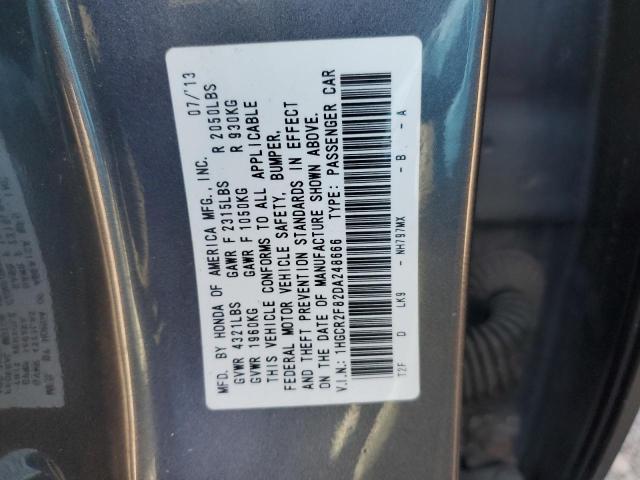 MFD. BY HONDA OF AMERICA MFG., INC. 07/'13
GVWR 4321LBS GAWR F 2315LBS R 2050LBS
GVWR 1960KG GAWR F 1050KG R 930KG
THIS VEHICLE CONFORMS TO ALL APPLICABLE
FEDERAL MOTOR VEHICLE SAFETY, BUMPER,
AND THEFT PREVENTION STANDARDS IN EFFECT
ON THE DATE OF MANUFACTURE SHOWN ABOVE.
V.I.N.: 1HGCR2F82DA248666 TYPE: PASSENGER CAR
T2F D LK9 - NH797MX - B - A